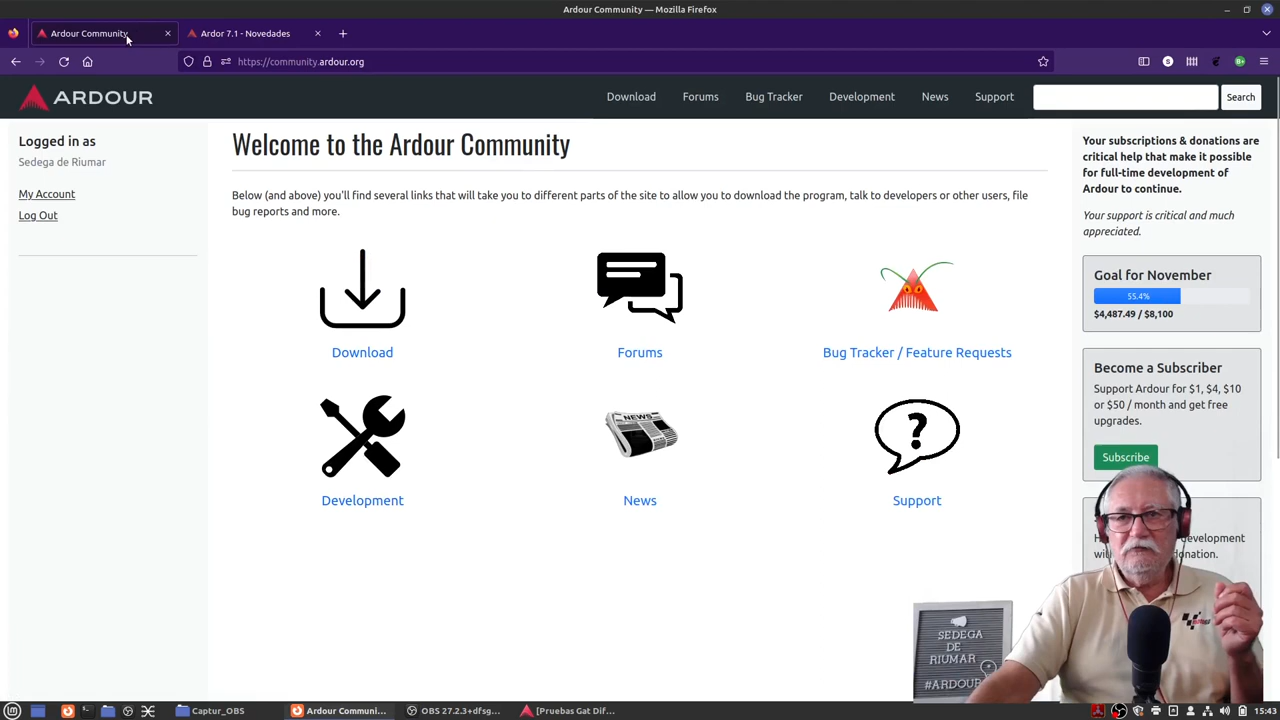 Ardour Community — Mozilla Firefox
Ardour Community
Ardor 7.1 - Novedades
https://community.ardour.org
ARDOUR
Download
Forums
Bug Tracker
Development
News
Support
Search
Logged in as
Sedega de Riumar
My Account
Log Out
Welcome to the Ardour Community
Below (and above) you'll find several links that will take you to different parts of the site to allow you to download the program, talk to developers or other users, file
bug reports and more.
Download
Forums
Bug Tracker / Feature Requests
NEWS
Development
News
Support
Your subscriptions & donations are
critical help that make it possible
for full-time development of
Ardour to continue.
Your support is critical and much
appreciated.
Goal for November
55.4%
$4,487.49 / $8,100
Become a Subscriber
Support Ardour for $1, $4, $10
or $50 / month and get free
upgrades.
Subscribe
development
donation.
SEDEGA
DE
RIUMAR
#ARDOUR
Captur_OBS
Ardour Communi...
OBS 27.2.3+dfsg...
[Pruebas Gat Dif...
15:43